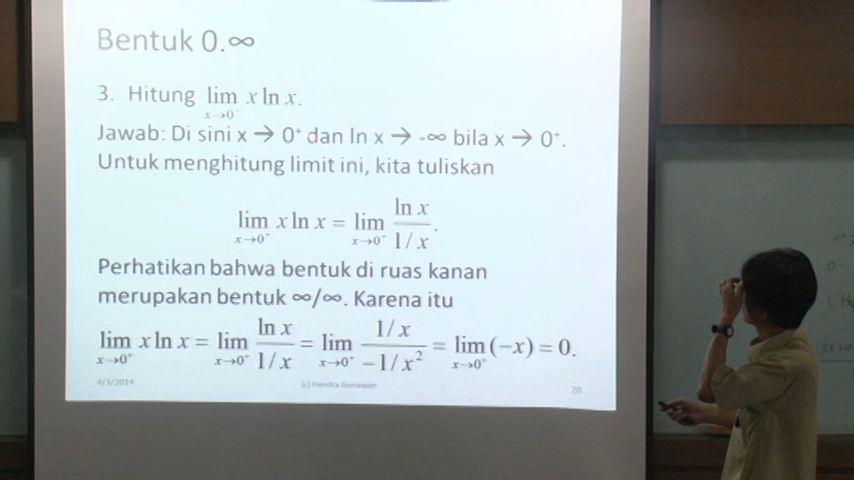 Bentuk 0.∞
3. Hitung lim x→0⁺ x ln x.
Jawab: Di sini x → 0⁺ dan ln x → -∞ bila x → 0⁺.
Untuk menghitung limit ini, kita tuliskan
lim x→0⁺ x ln x = lim x→0⁺ ln x / 1/x.
Perhatikan bahwa bentuk di ruas kanan
merupakan bentuk ∞/∞. Karena itu
lim x→0⁺ x ln x = lim x→0⁺ ln x / 1/x = lim x→0⁺ 1/x / −1/x² = lim x→0⁺ (−x) = 0.
4/3/2014 (c) Hendra Gunawan 20